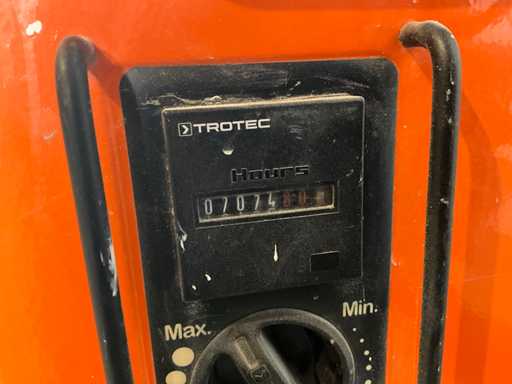 TROTEC
Hours
07074
Max.
Min.